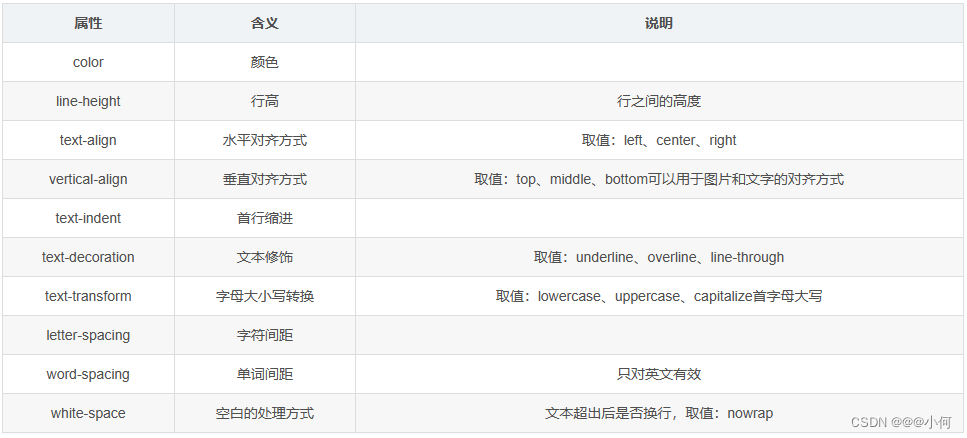 属性 含义 说明
color 颜色
line-height 行高 行之间的高度
text-align 水平对齐方式 取值：left、center、right
vertical-align 垂直对齐方式 取值：top、middle、bottom可以用于图片和文字的对齐方式
text-indent 首行缩进
text-decoration 文本修饰 取值：underline、overline、line-through
text-transform 字母大小写转换 取值：lowercase、uppercase、capitalize首字母大写
letter-spacing 字符间距
word-spacing 单词间距 只对英文有效
white-space 空白的处理方式 文本超出后是否换行，取值：nowrap
CSDN @@@小何